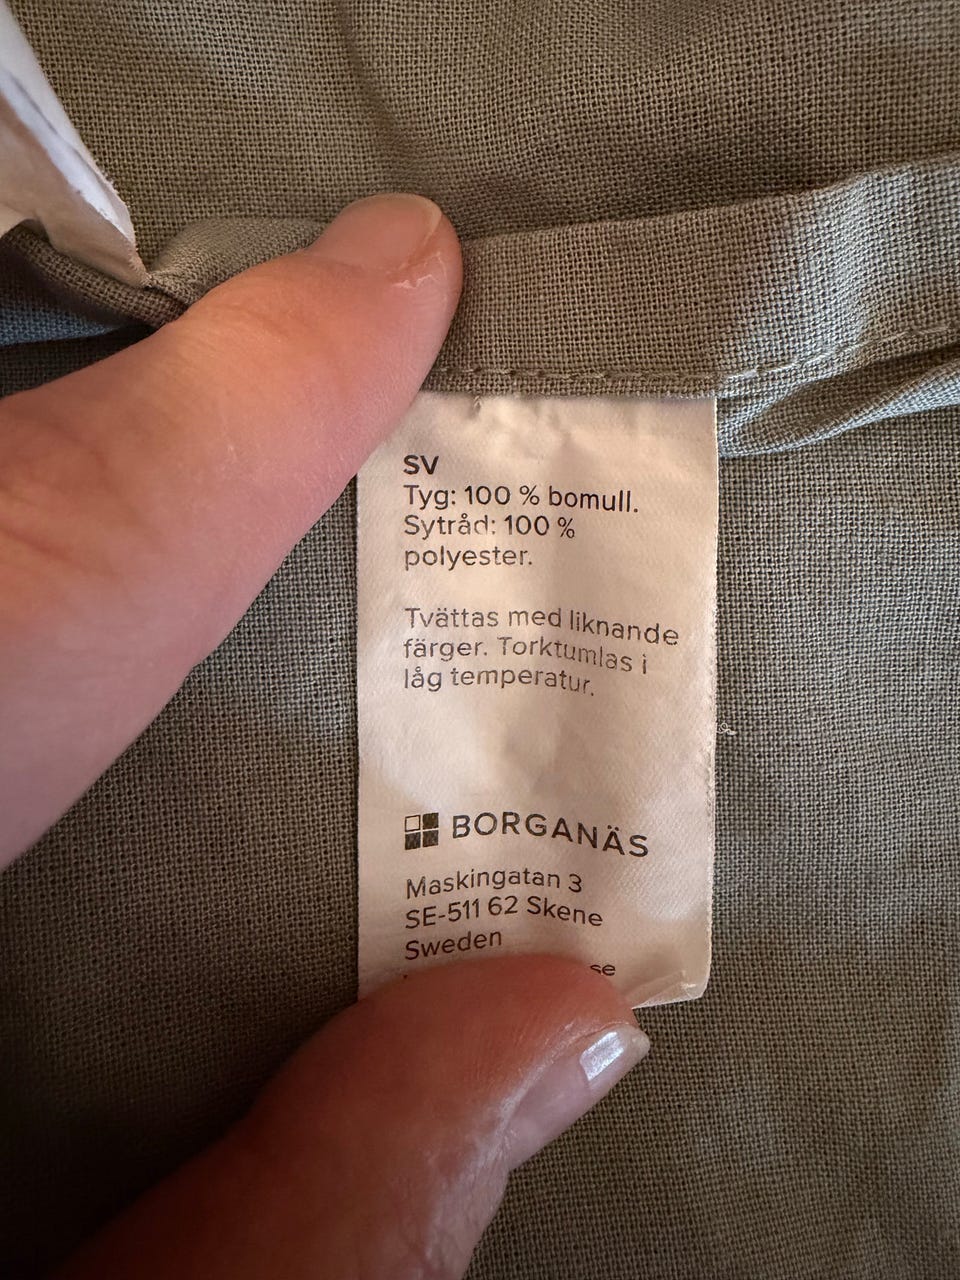 SV
Tyg: 100 % bomull.
Sytråd: 100 %
polyester.
Tvättas med liknande
färger. Torktumlas i
låg temperatur.
BORGANÄS
Maskingatan 3
SE-511 62 Skene
Sweden
se